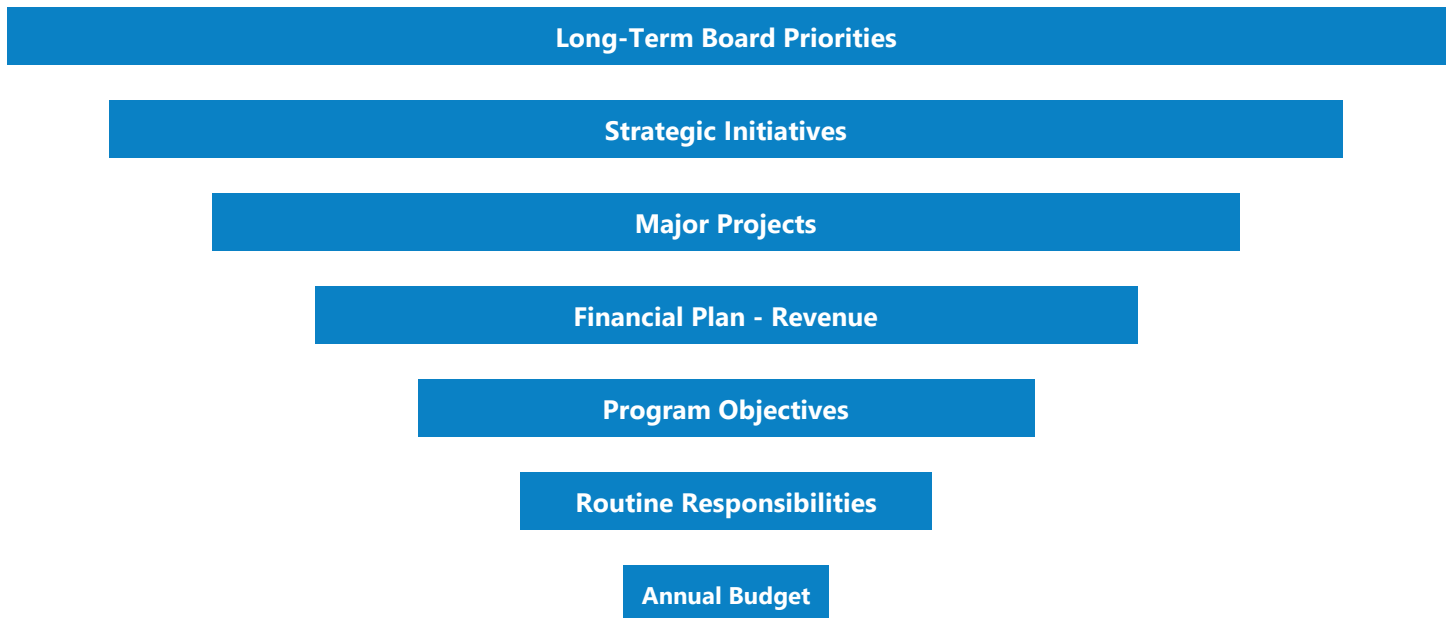 Long-Term Board Priorities
Strategic Initiatives
Major Projects
Financial Plan - Revenue
Program Objectives
Routine Responsibilities
Annual Budget